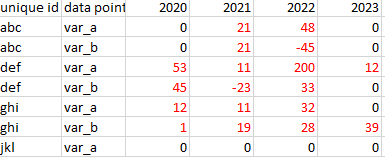 unique id data point 2020 2021 2022 2023
abc var_a 0 21 48 0
abc var_b 0 21 -45 0
def var_a 53 11 200 12
def var_b 45 -23 33 0
ghi var_a 12 11 32 0
ghi var_b 1 19 28 39
jkl var_a 0 0 0 0